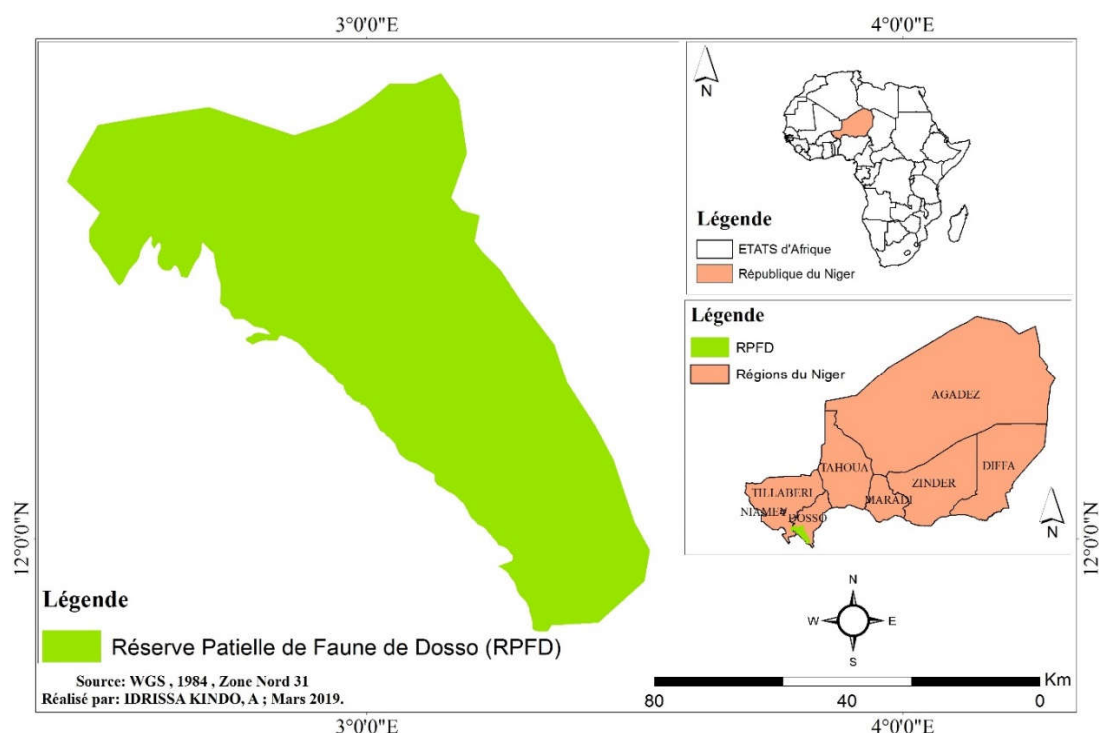 3°0'0"E
4°0'0"E
N
Légende
ETATS d'Afrique
République du Niger
Légende
RPFD
Régions du Niger
AGADEZ
TAHOUA
DIFFA
ZINDER
TILLABERI
MARADI
NIAMEY
DOSSO
N
12°0'0"N
12°0'0"N
Légende
Réserve Patielle de Faune de Dosso (RPFD)
N
W
E
S
Source: WGS , 1984 , Zone Nord 31
Réalisé par: IDRISSA KINDO, A ; Mars 2019.
Km
80
40
0
3°0'0"E
4°0'0"E